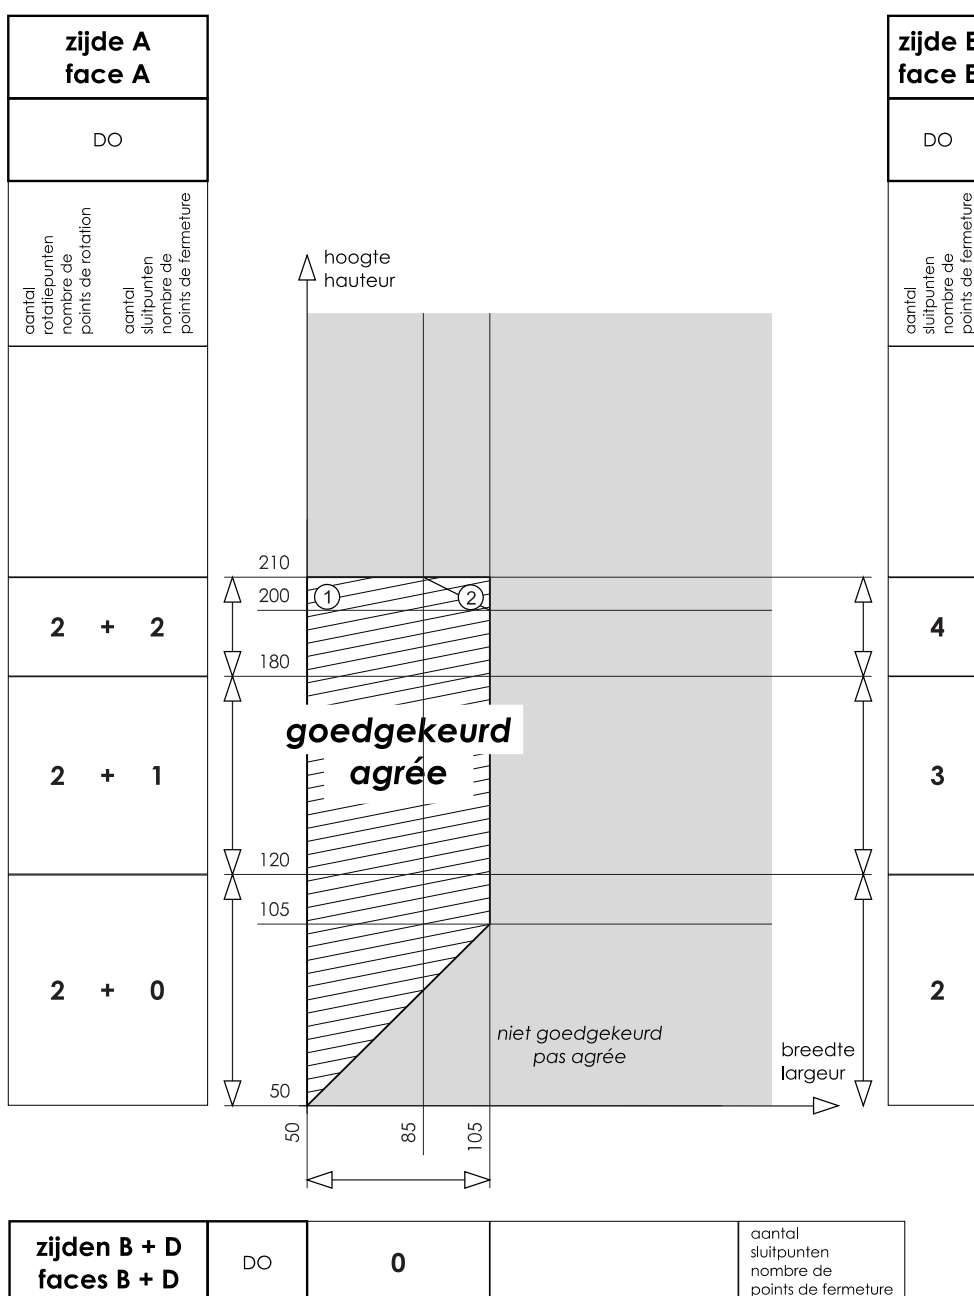 zijde A
face A
DO
aantal
rotatiepunten
nombre de
points de rotation
aantal
sluitpunten
nombre de
points de fermeture
zijde
face
DO
aantal
sluitpunten
nombre de
points de fermeture
hoogte
hauteur
210
200
1
2
2 + 2
4
180
goedgekeurd
agrée
2 + 1
3
120
105
2 + 0
2
niet goedgekeurd
pas agrée
breedte
largeur
50
50
85
105
zijden B + D
faces B + D
DO
0
aantal
sluitpunten
nombre de
points de fermeture